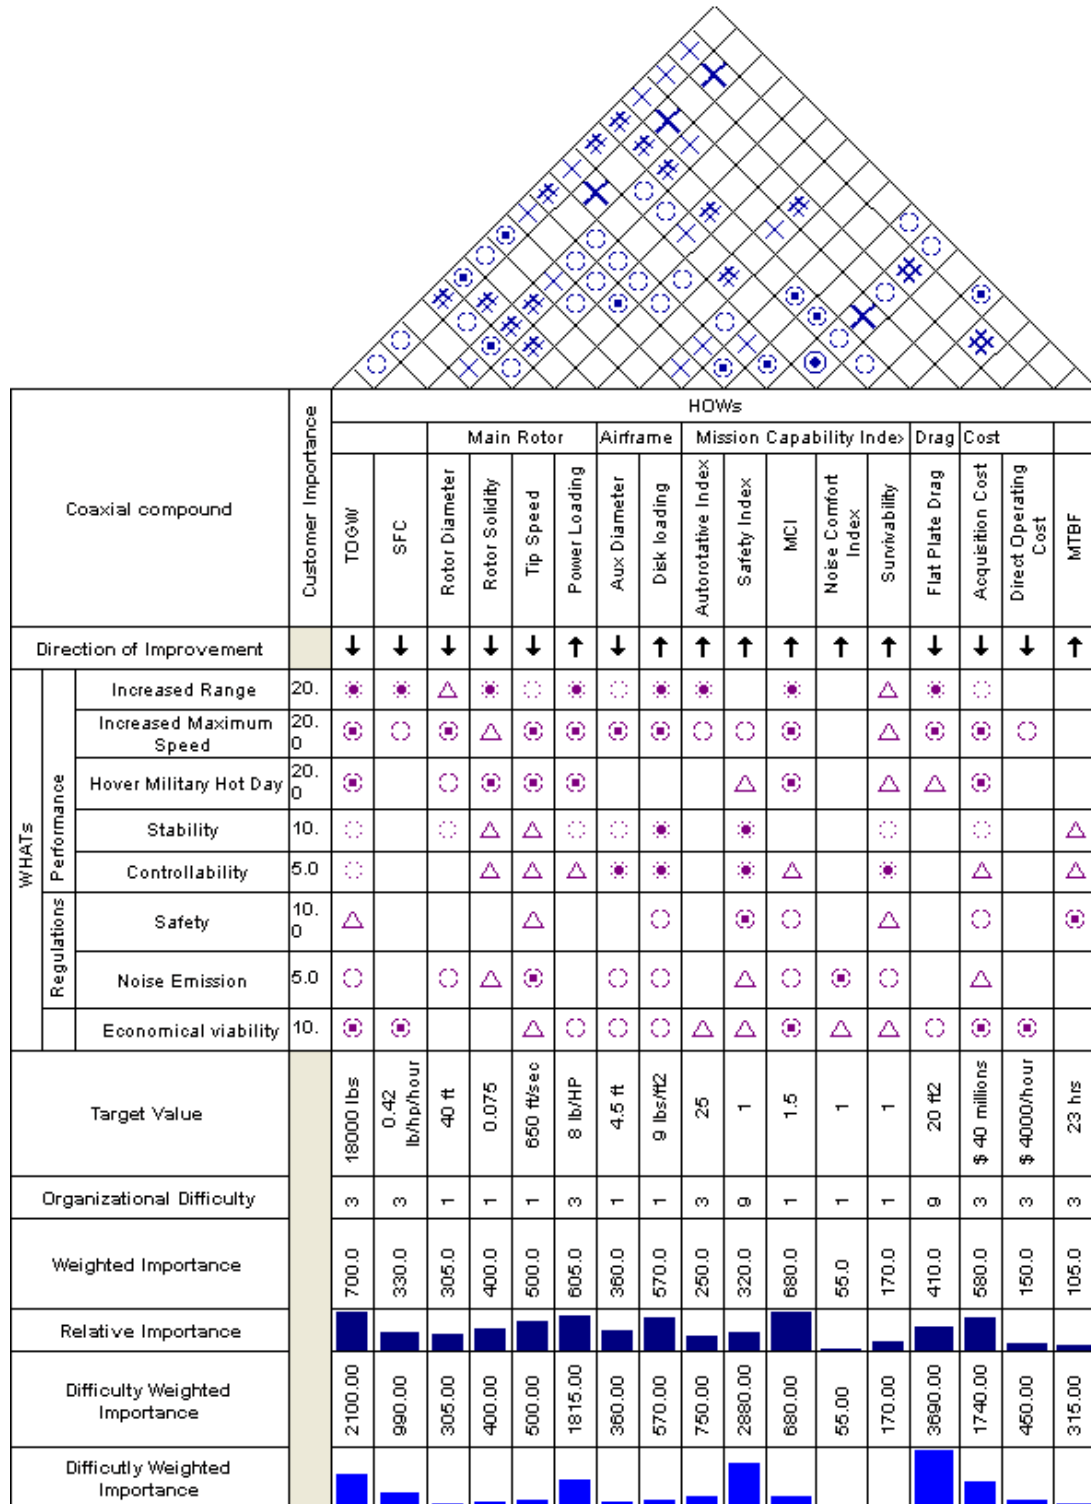 HOWs
Main Rotor Airframe Mission Capability Index Drag Cost
Coaxial compound
Customer Importance
TOGW
SFC
Rotor Diameter
Rotor Solidity
Tip Speed
Power Loading
Aux Diameter
Disk loading
Autorotative Index
Safety Index
MCI
Noise Comfort
Index
Survivability
Flat Plate Drag
Acquisition Cost
Direct Operating
Cost
MTBF
Direction of Improvement ↓ ↓ ↓ ↓ ↓ ↑ ↓ ↑ ↑ ↑ ↑ ↑ ↑ ↓ ↓ ↓ ↑
WHATs
Performance
Increased Range 20.
Increased Maximum
Speed
20.
0
Hover Military Hot Day 20.
0
Stability 10.
Controllability 5.0
Regulations
Safety 10.
0
Noise Emission 5.0
Economical viability 10.
Target Value
18000 lbs
0.42
lb/hp/hour
40 ft
0.075
650 ft/sec
8 lb/HP
4.5 ft
9 lbs/ft2
25
1
1.5
1
1
20 ft2
$ 40 millions
$ 4000/hour
23 hrs
Organizational Difficulty 3 3 1 1 1 3 1 1 3 9 1 1 1 9 3 3 3
Weighted Importance 700.0 330.0 305.0 400.0 500.0 605.0 360.0 570.0 250.0 320.0 680.0 55.0 170.0 410.0 580.0 150.0 105.0
Relative Importance
Difficulty Weighted
Importance
2100.00 990.00 305.00 400.00 500.00 1815.00 360.00 570.00 750.00 2880.00 680.00 55.00 170.00 3690.00 1740.00 450.00 315.00
Difficutly Weighted
Importance